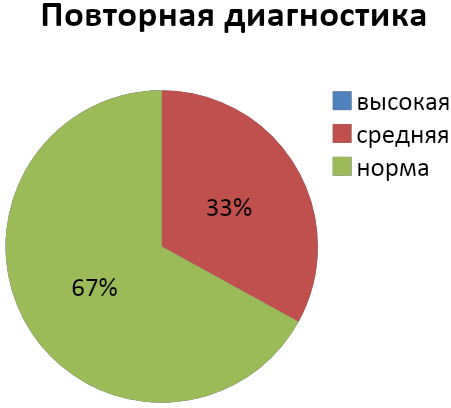 Повторная диагностика
высокая
средняя
норма
33%
67%